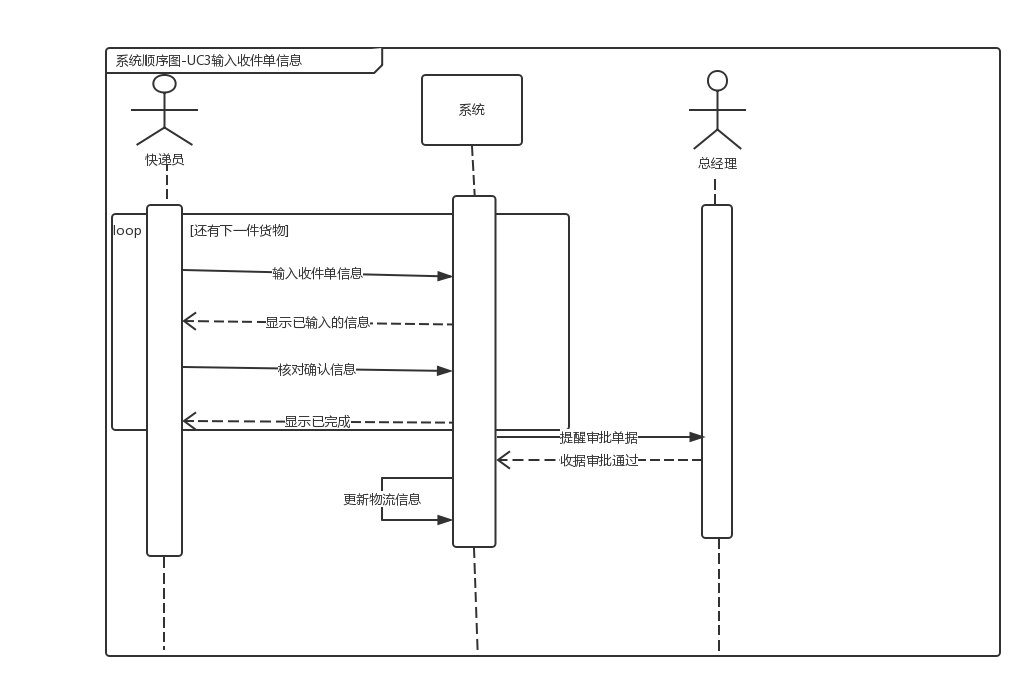 系统顺序图-UC3输入收件单信息
系统
快递员
总经理
loop
[还有下一件货物]
输入收件单信息
显示已输入的信息
核对确认信息
显示已完成
提醒审批单据
收据审批通过
更新物流信息